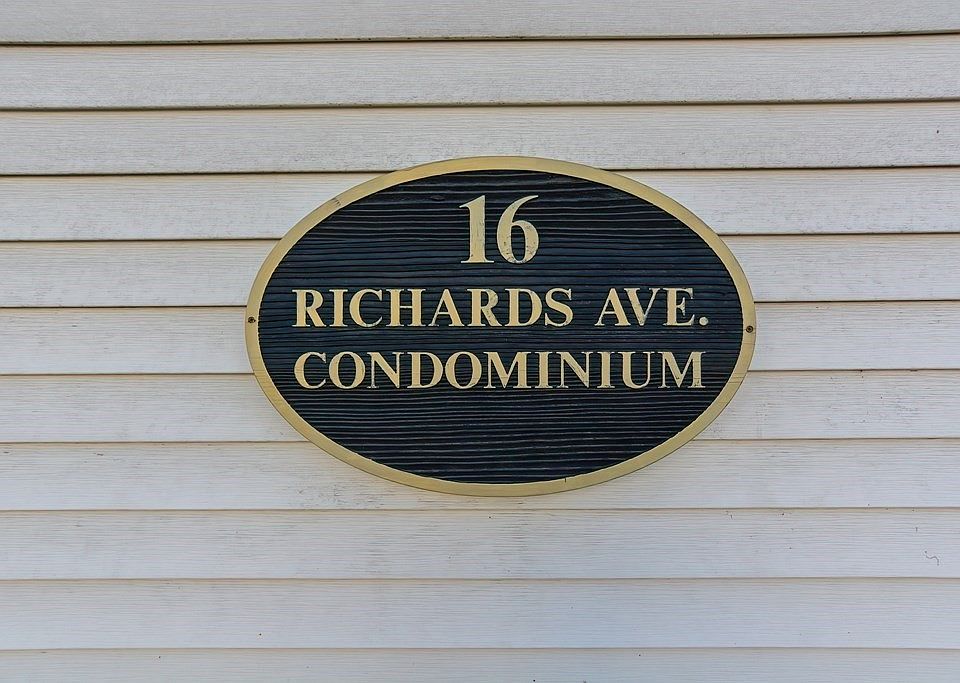 16
RICHARDS AVE.
CONDOMINIUM